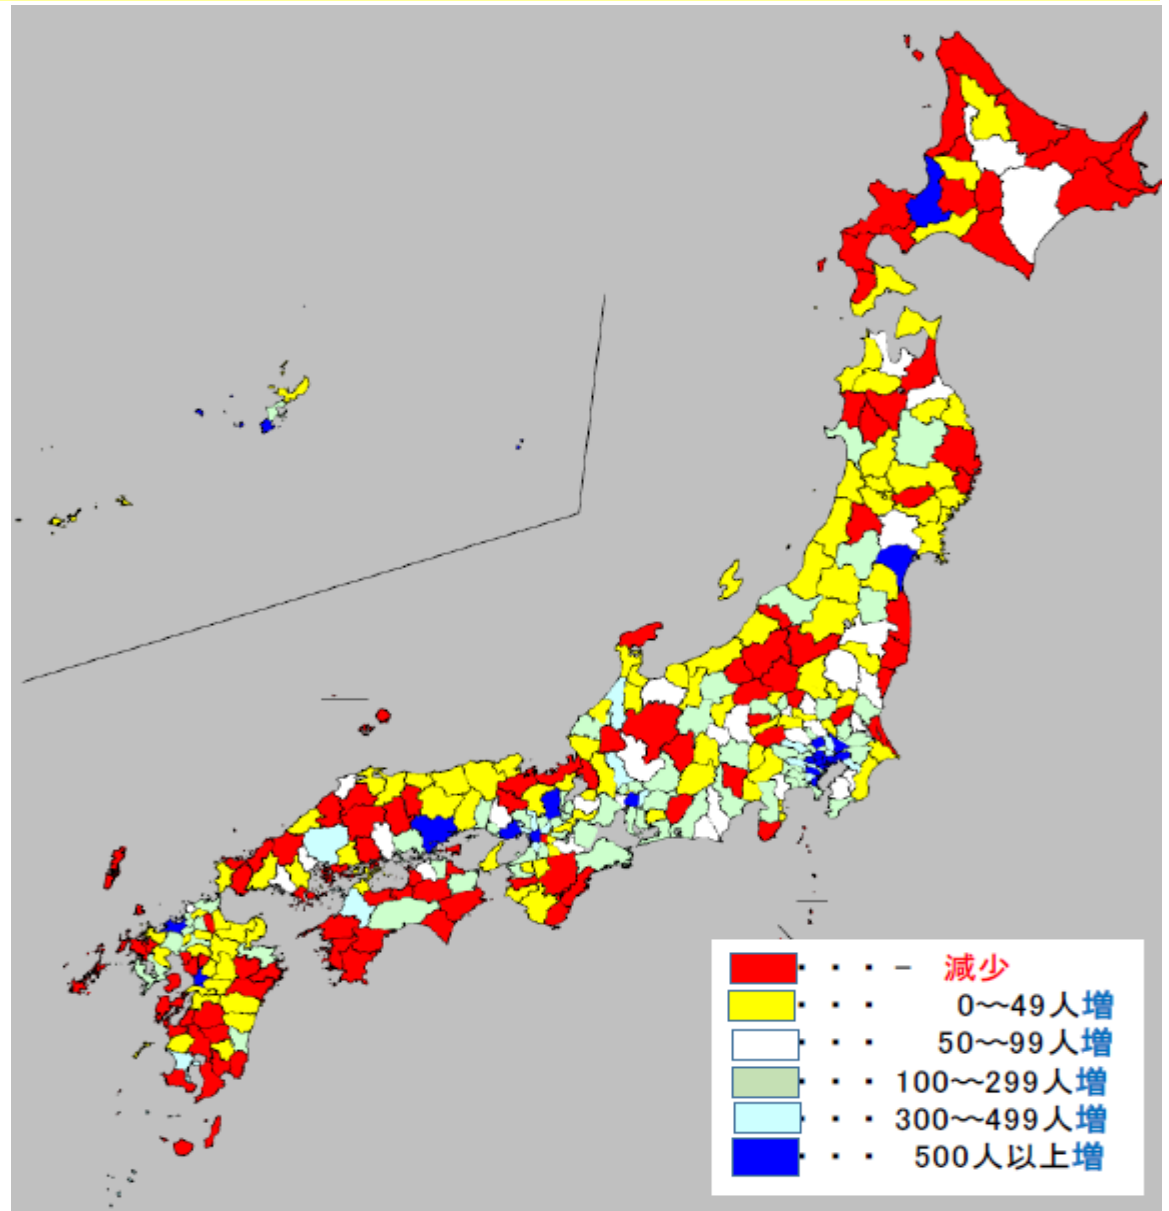 ・・・－ 減少
・・・ 0～49人増
・・・ 50～99人増
・・・ 100～299人増
・・・ 300～499人増
・・・ 500人以上増